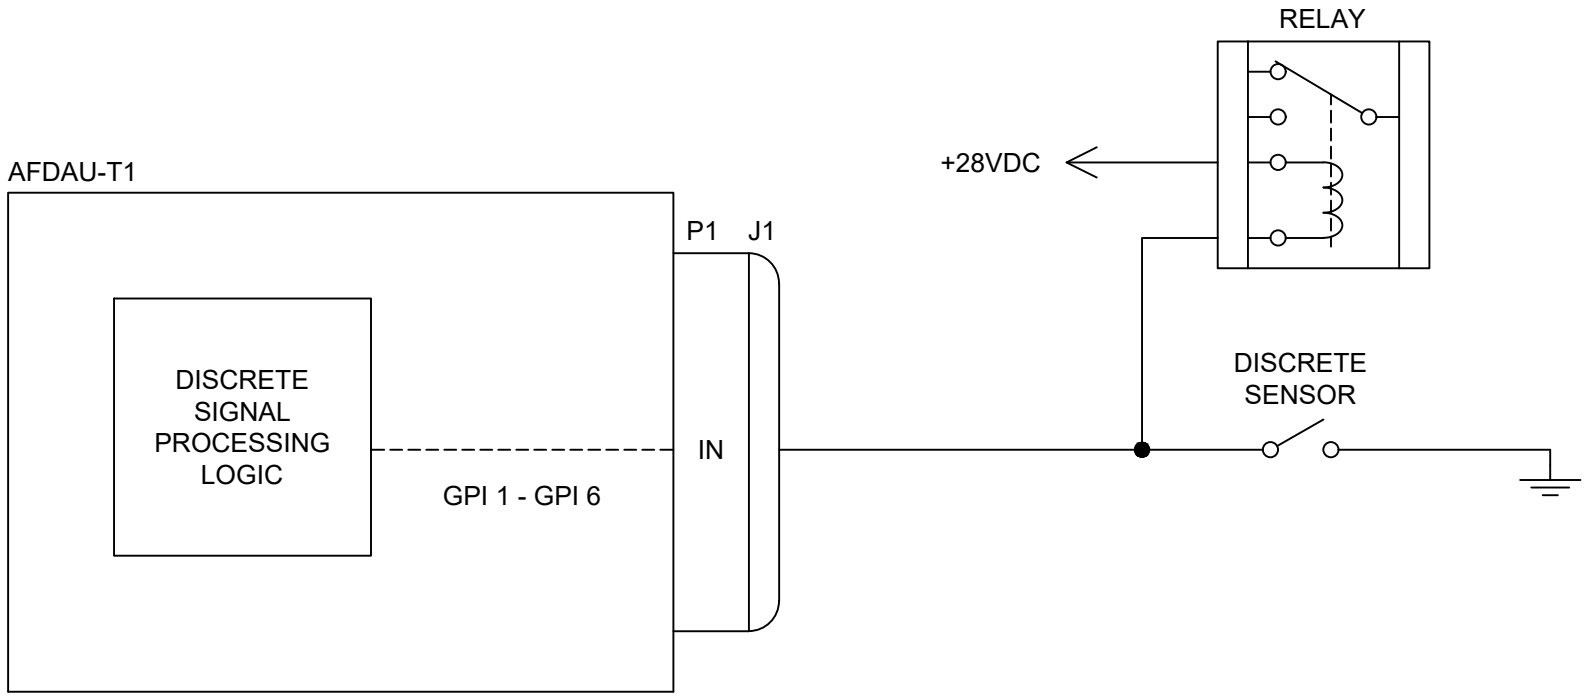 RELAY
+28VDC
AFDAU-T1
P1 J1
DISCRETE
SENSOR
DISCRETE
SIGNAL
PROCESSING
LOGIC
IN
GPI 1 - GPI 6